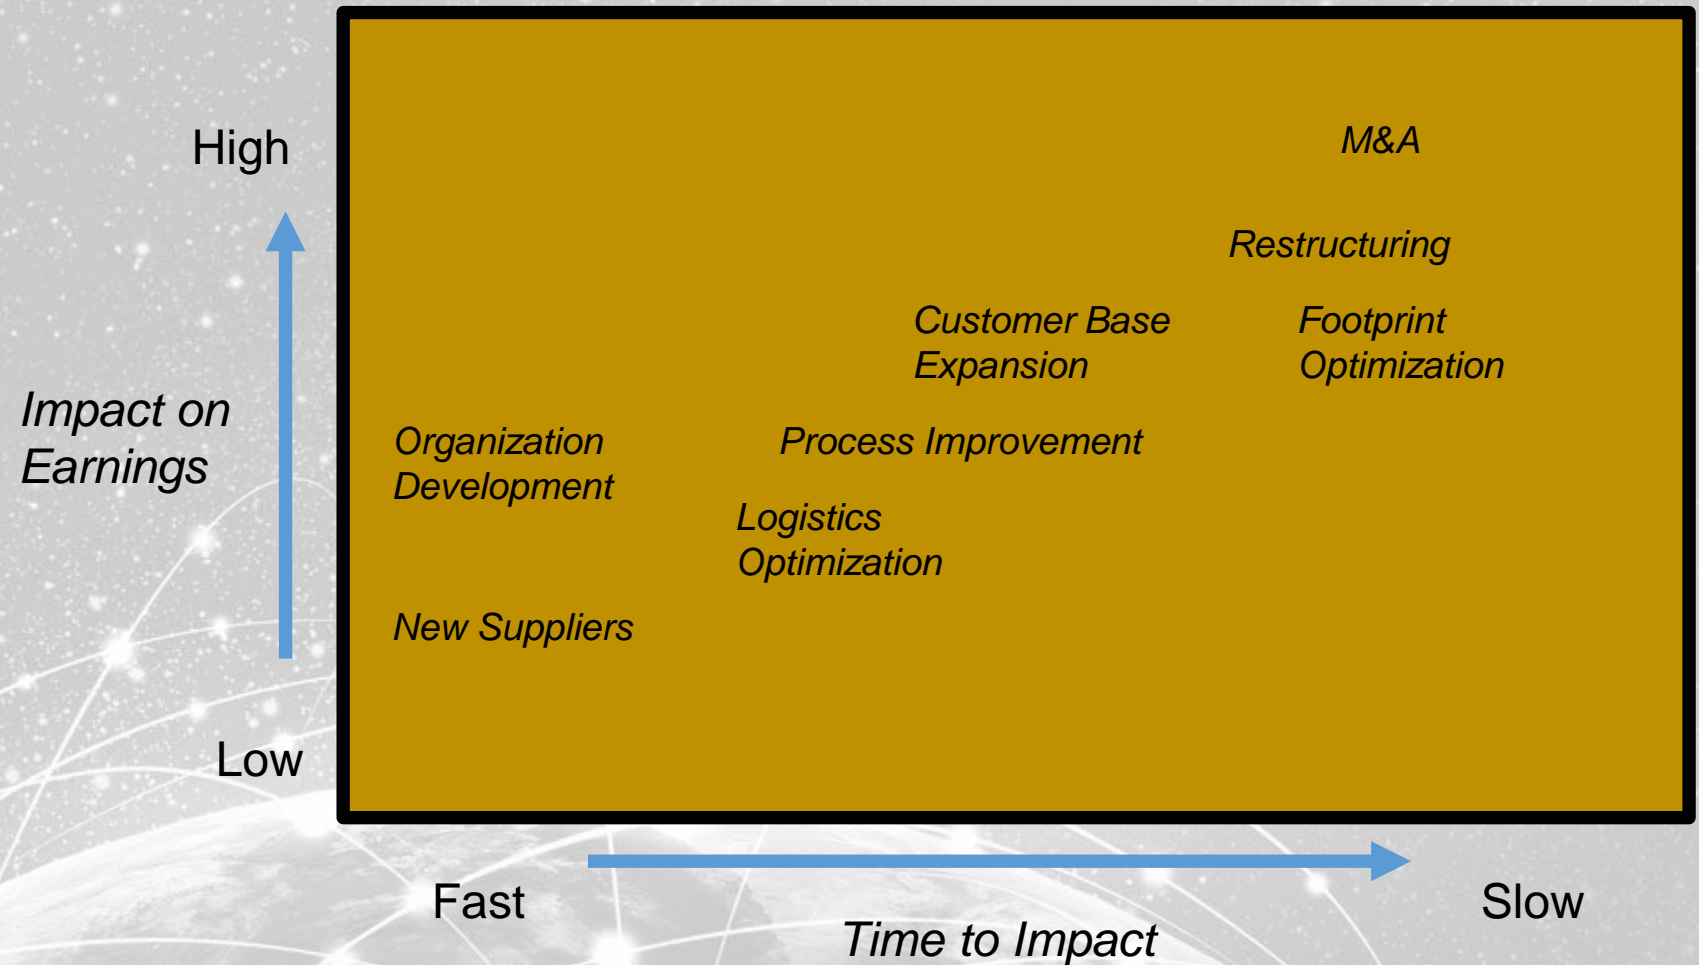 High
M&A
Restructuring
Customer Base
Expansion
Footprint
Optimization
Impact on
Earnings
Organization
Development
Process Improvement
Logistics
Optimization
New Suppliers
Low
Fast
Slow
Time to Impact